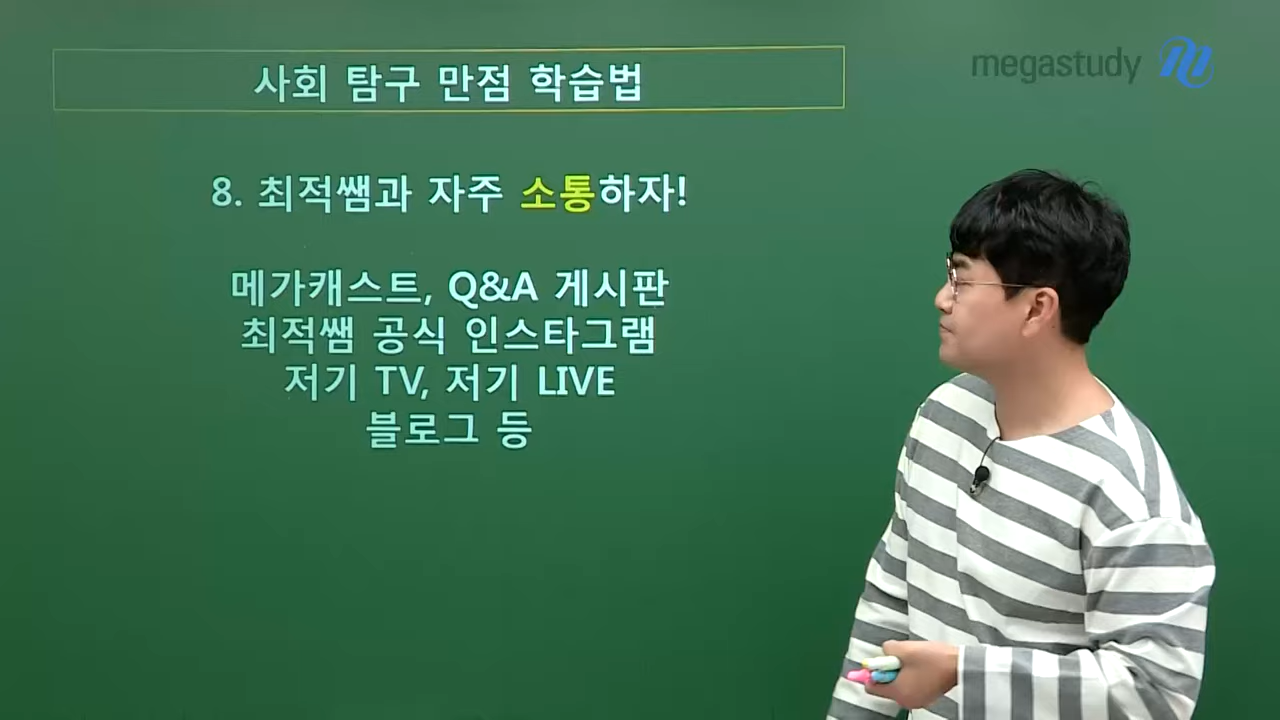 사회 탐구 만점 학습법
megastudy
8. 최적쌤과 자주 소통하자!
메가캐스트, Q&A 게시판
최적쌤 공식 인스타그램
저기 TV, 저기 LIVE
블로그 등